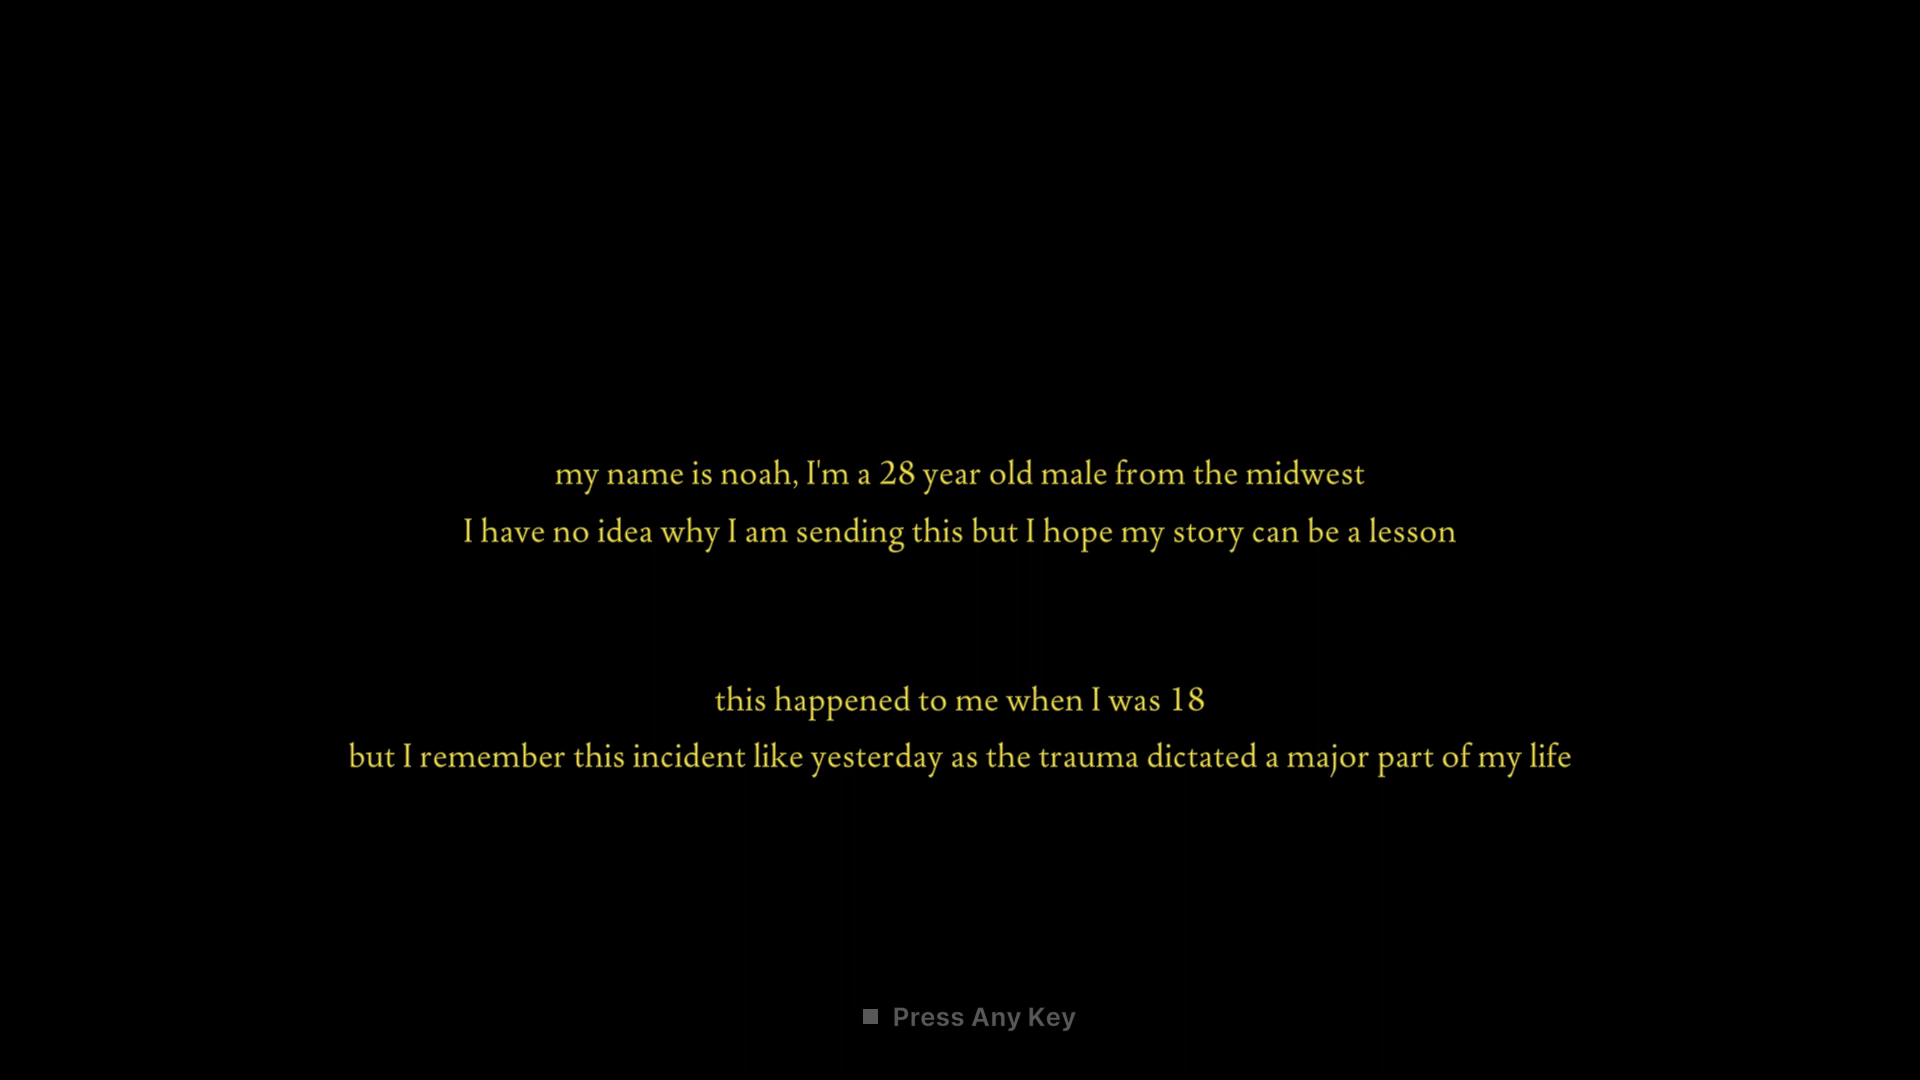 my name is noah, I'm a 28 year old male from the midwest
I have no idea why I am sending this but I hope my story can be a lesson
this happened to me when I was 18
but I remember this incident like yesterday as the trauma dictated a major part of my life
Press Any Key